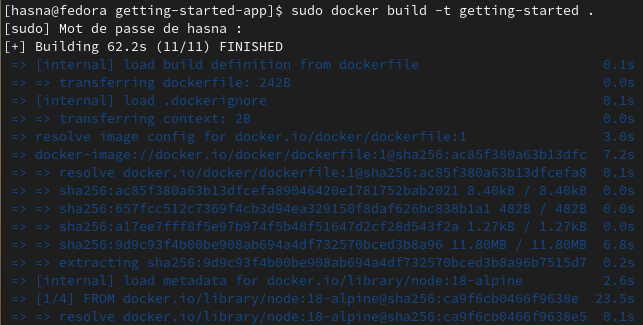 [hasna@fedora getting-started-app]$ sudo docker build -t getting-started .
[sudo] Mot de passe de hasna :
[+] Building 62.2s (11/11) FINISHED
=> [internal] load build definition from dockerfile 0.1s
=> => transferring dockerfile: 242B 0.0s
=> [internal] load .dockerignore 0.1s
=> => transferring context: 2B 0.0s
=> resolve image config for docker.io/docker/dockerfile:1 3.0s
=> docker-image://docker.io/docker/dockerfile:1@sha256:ac85f380a63b13dfc 7.2s
=> => resolve docker.io/docker/dockerfile:1@sha256:ac85f380a63b13dfcefa8 0.1s
=> => sha256:ac85f380a63b13dfcefa89046420e1781752bab2021 8.40kB / 8.40kB 0.0s
=> => sha256:657fcc512c7369f4cb3d94ea329150f8daf626bc838b1a1 482B / 482B 0.0s
=> => sha256:a17ee7fff8f5e97b974f5b48f51647d2cf28d543f2a 1.27kB / 1.27kB 0.0s
=> => sha256:9d9c93f4b00be908ab694a4df732570bced3b8a96 11.80MB / 11.80MB 6.8s
=> => extracting sha256:9d9c93f4b00be908ab694a4df732570bced3b8a96b7515d7 0.2s
=> [internal] load metadata for docker.io/library/node:18-alpine 2.6s
=> [1/4] FROM docker.io/library/node:18-alpine@sha256:ca9f6cb0466f9638e 23.5s
=> => resolve docker.io/library/node:18-alpine@sha256:ca9f6cb0466f9638e5 0.1s